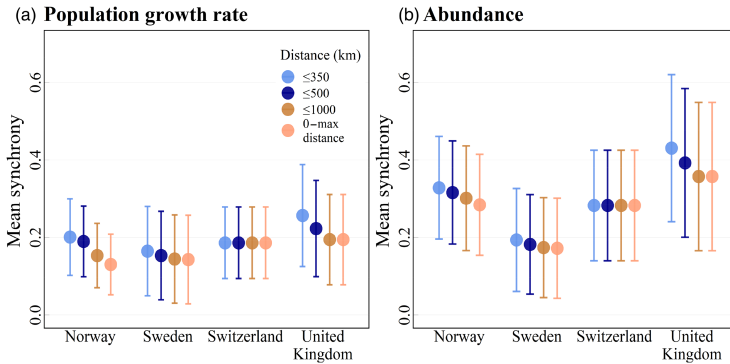 (a) Population growth rate
Mean synchrony
0.6
0.4
0.2
0.0
Distance (km)
≤350
≤500
≤1000
0−max
distance
Norway
Sweden
Switzerland
United
Kingdom
(b) Abundance
Mean synchrony
0.6
0.4
0.2
0.0
Norway
Sweden
Switzerland
United
Kingdom